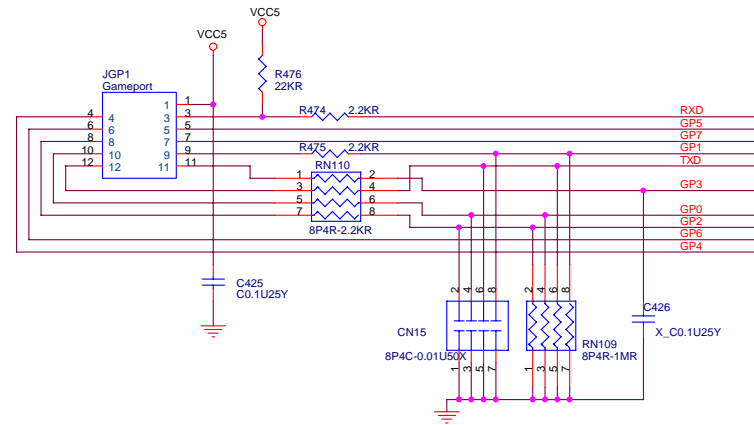 VCC5
VCC5
JGP1
Gameport
R476
22KR
1
3
5
7
9
11
4
6
8
10
12
4
6
8
10
12
1
3
5
7
9
11
R474
2.2KR
R475
2.2KR
RN110
1
3
5
7
2
4
6
8
8P4R-2.2KR
RXD
GP5
GP7
GP1
TXD
GP3
GP0
GP2
GP6
GP4
C425
C0.1U25Y
2
4
6
8
2
4
6
8
CN15
8P4C-0.01U50X
1
3
5
7
1
3
5
7
RN109
8P4R-1MR
C426
X_C0.1U25Y